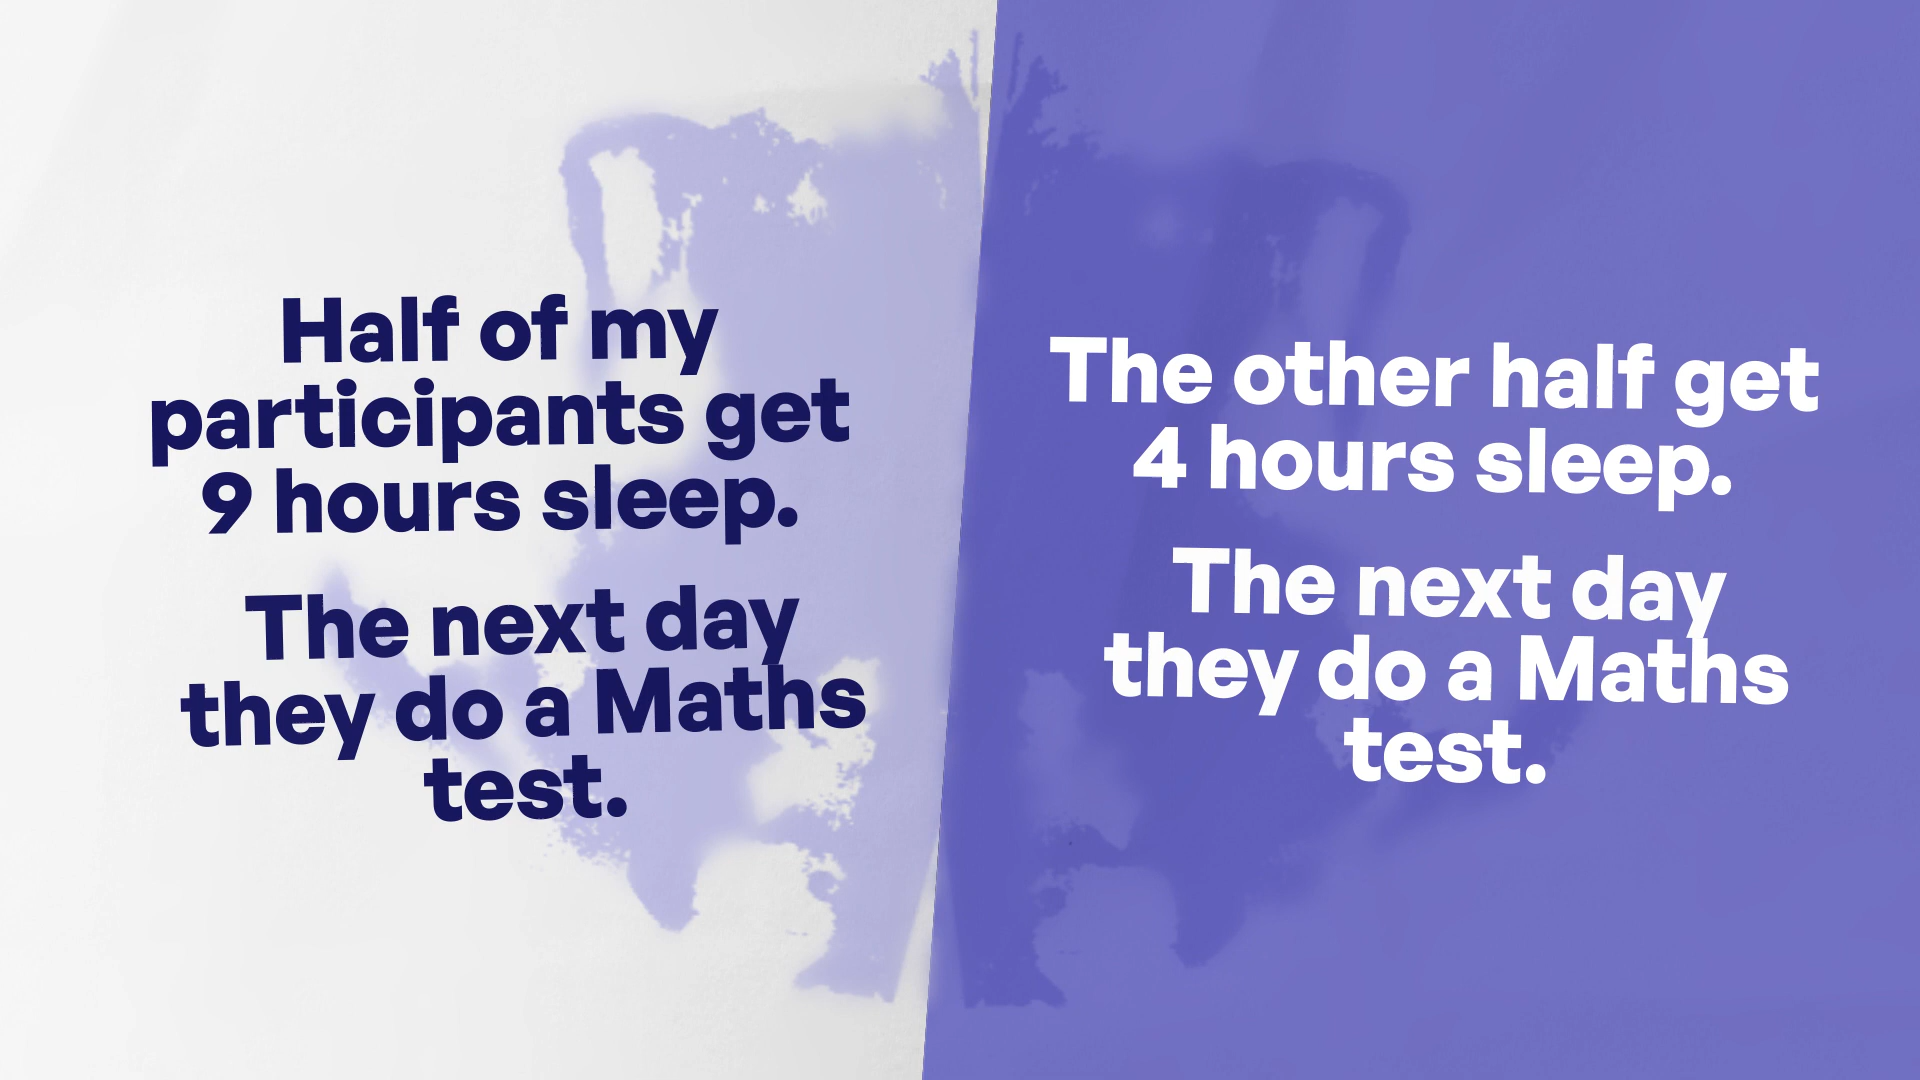 Half of my
participants get
9 hours sleep.
The next day
they do a Maths
test.
The other half get
4 hours sleep.
The next day
they do a Maths
test.